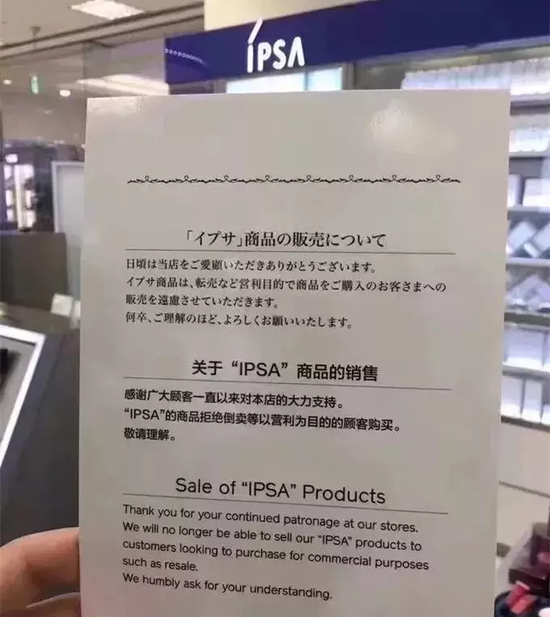 IPSA
「イプサ」商品の販売について
日頃は当店をご愛顧いただきありがとうございます。
イプサ商品は、転売など営利目的で商品をご購入のお客さまへの
販売を遠慮させていただきます。
何卒、ご理解のほど、よろしくお願いいたします。
关于“IPSA”商品的销售
感谢广大顾客一直以来对本店的大力支持。
“IPSA”的商品拒绝倒卖等以营利为目的的顾客购买。
敬请理解。
Sale of “IPSA” Products
Thank you for your continued patronage at our stores.
We will no longer be able to sell our “IPSA” products to
customers looking to purchase for commercial purposes
such as resale.
We humbly ask for your understanding.